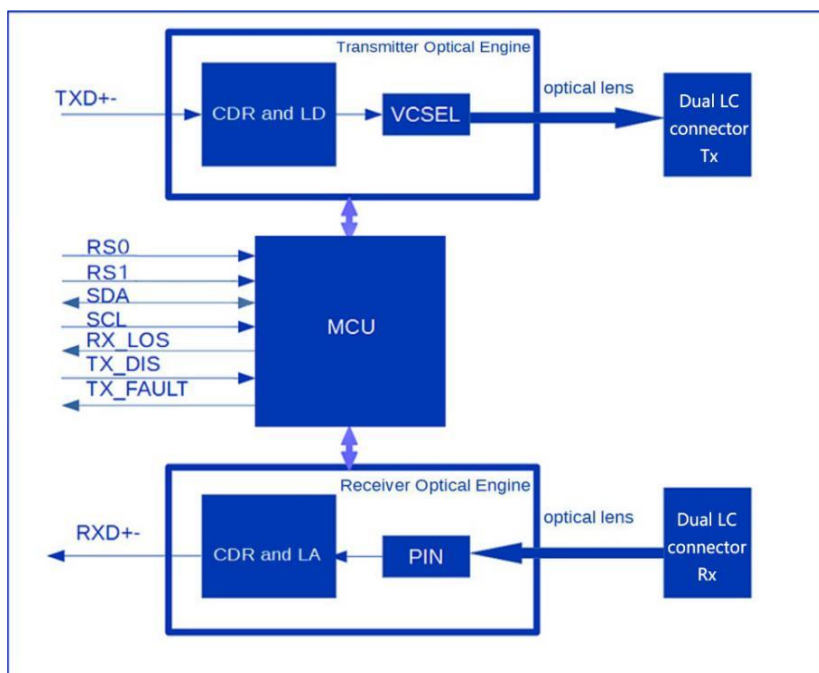 Transmitter Optical Engine
TXD+-
CDR and LD
VCSEL
optical lens
Dual LC
connector
Tx
RS0
RS1
SDA
SCL
RX_LOS
TX_DIS
TX_FAULT
MCU
Receiver Optical Engine
RXD+-
CDR and LA
PIN
optical lens
Dual LC
connector
Rx